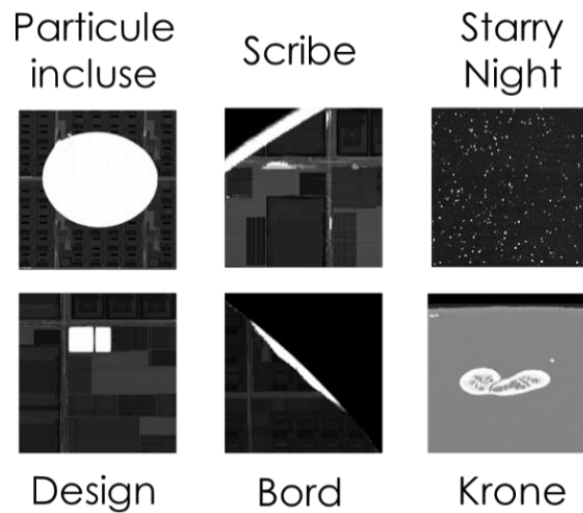 Particule
incluse
Scribe
Starry
Night
Design
Bord
Krone